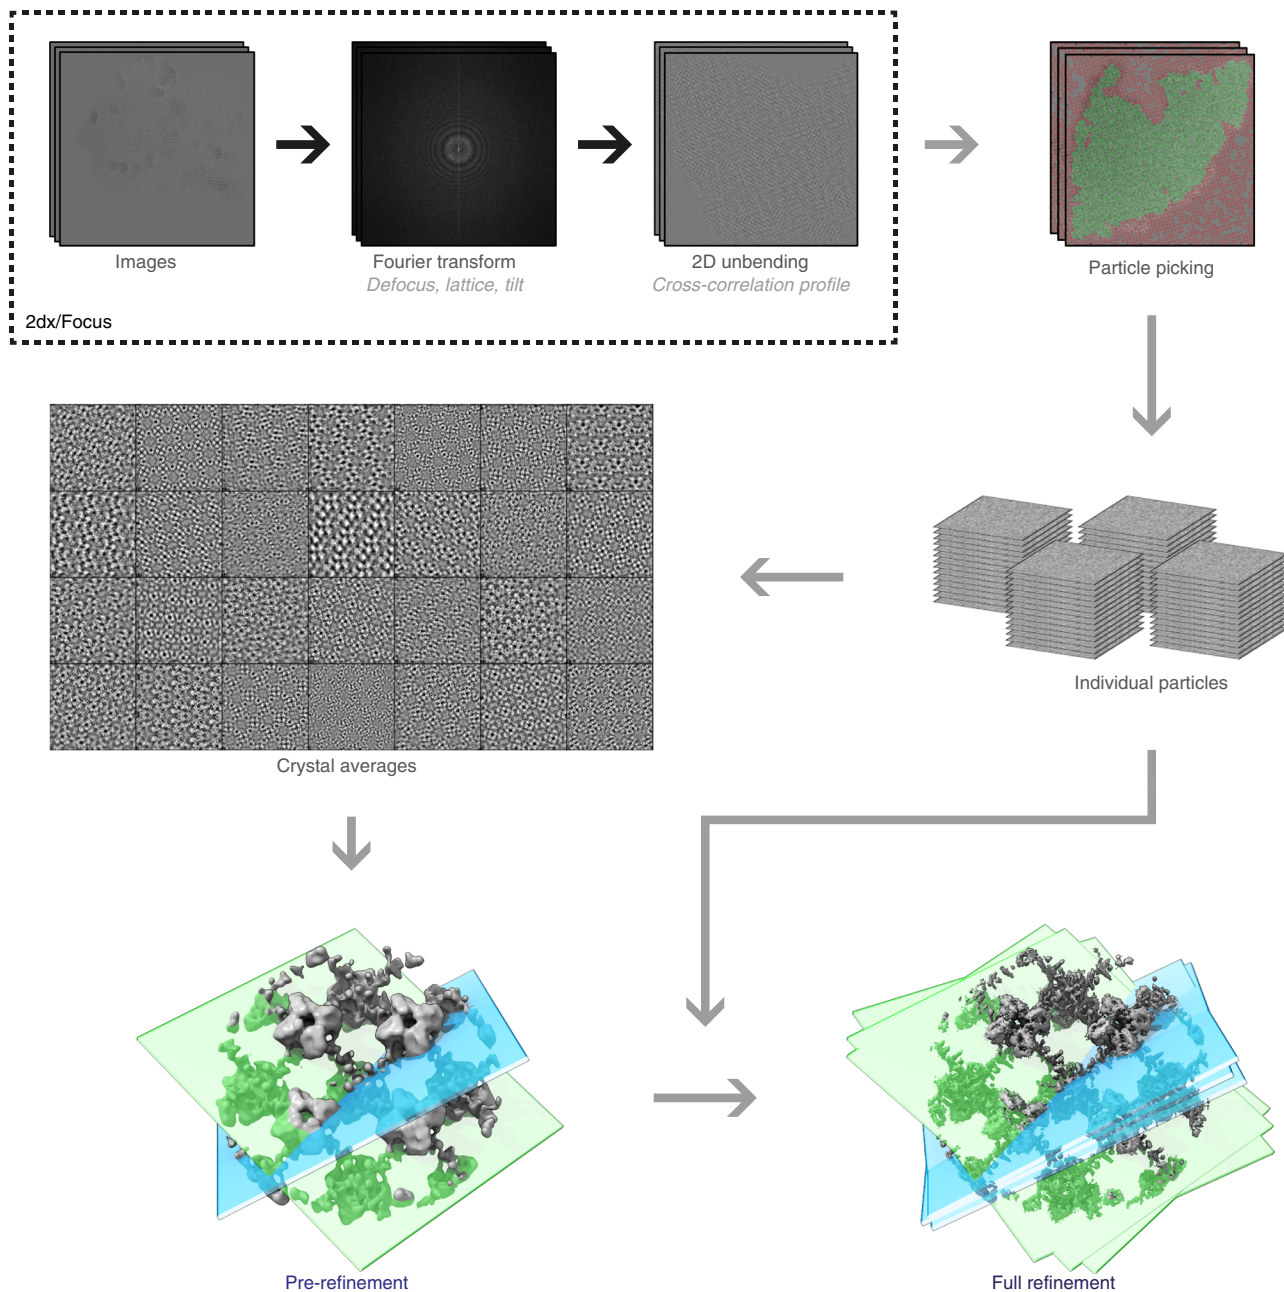 Images
Fourier transform
Defocus, lattice, tilt
2D unbending
Cross-correlation profile
2dx/Focus
Particle picking
Individual particles
Crystal averages
Pre-refinement
Full refinement